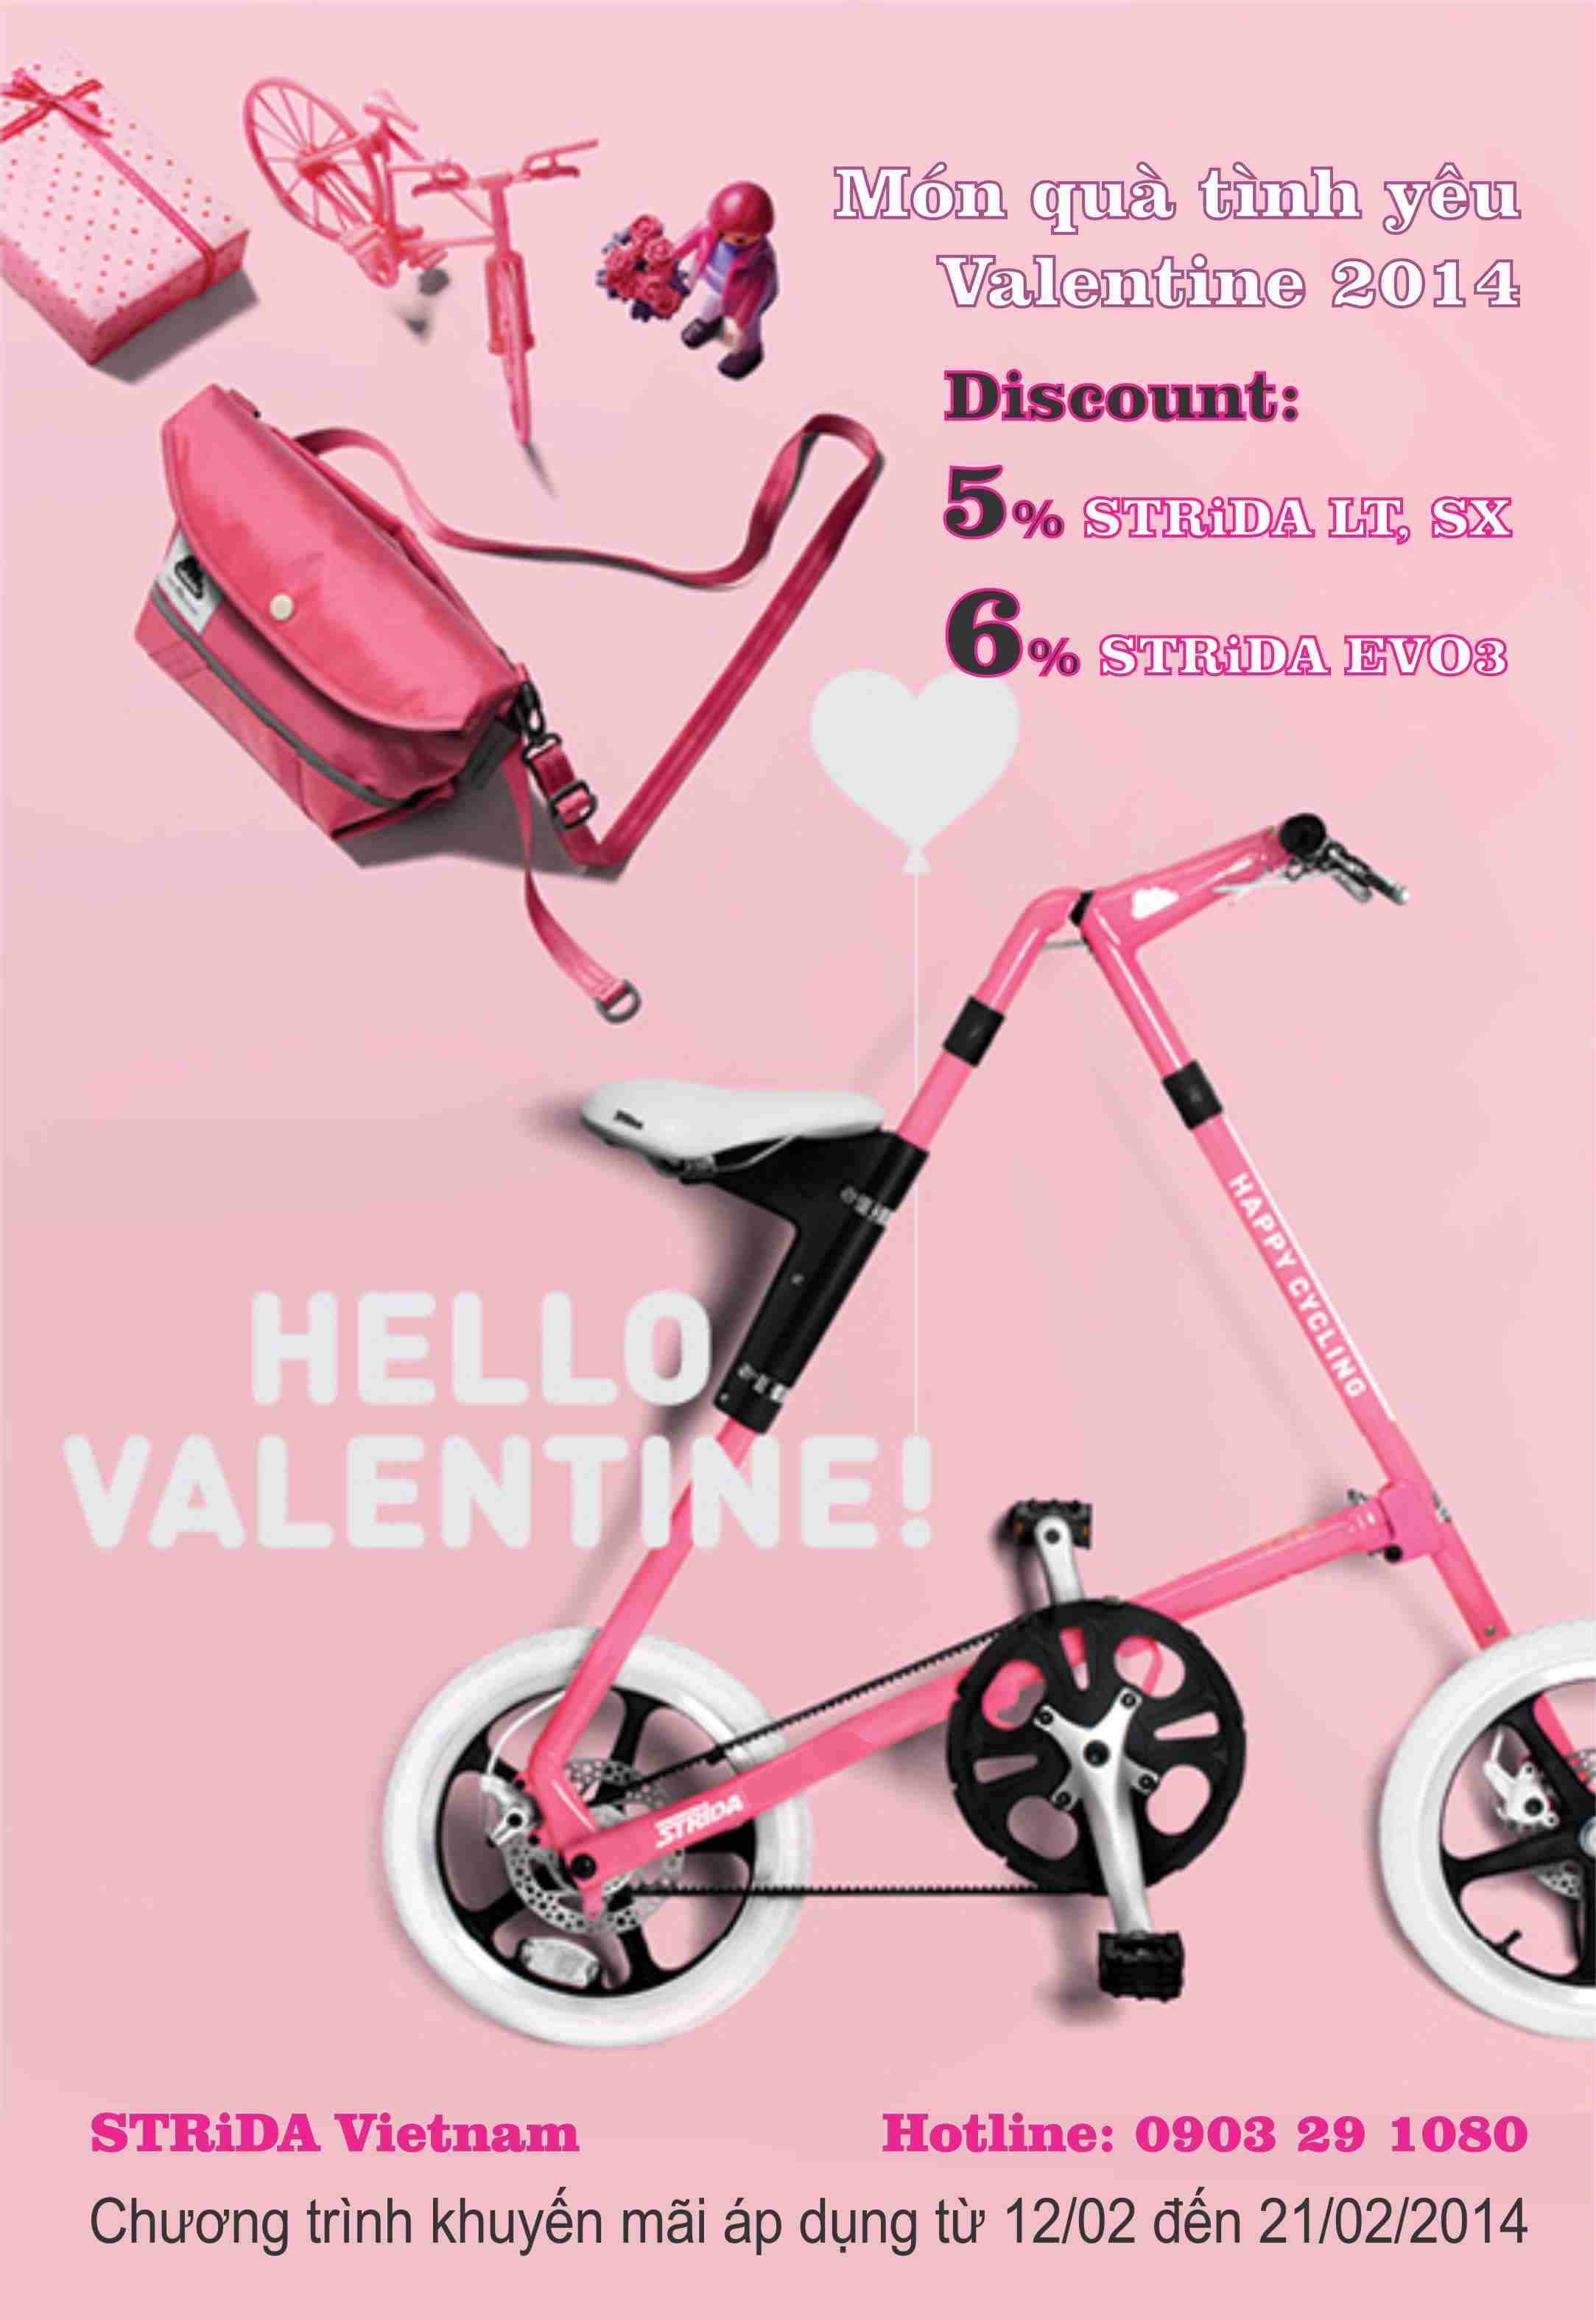 Món quà tình yêu
Valentine 2014
Discount:
5% STRiDA LT, SX
6% STRiDA EVO3
HAPPY CYCLING
HELLO
VALENTINE!
STRiDA
STRiDA Vietnam
Hotline: 0903 29 1080
Chương trình khuyến mãi áp dụng từ 12/02 đến 21/02/2014